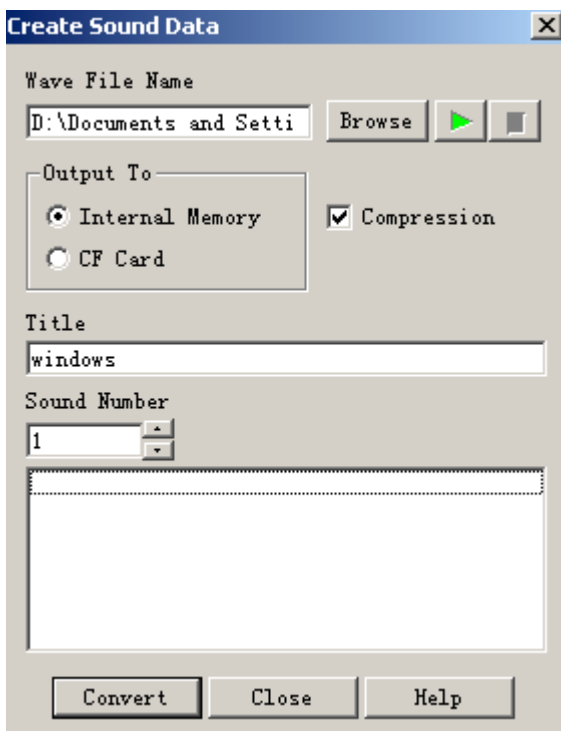 Create Sound Data
Wave File Name
D:\Documents and Setti Browse
Output To
Internal Memory Compression
CF Card
Title
windows
Sound Number
1
Convert Close Help